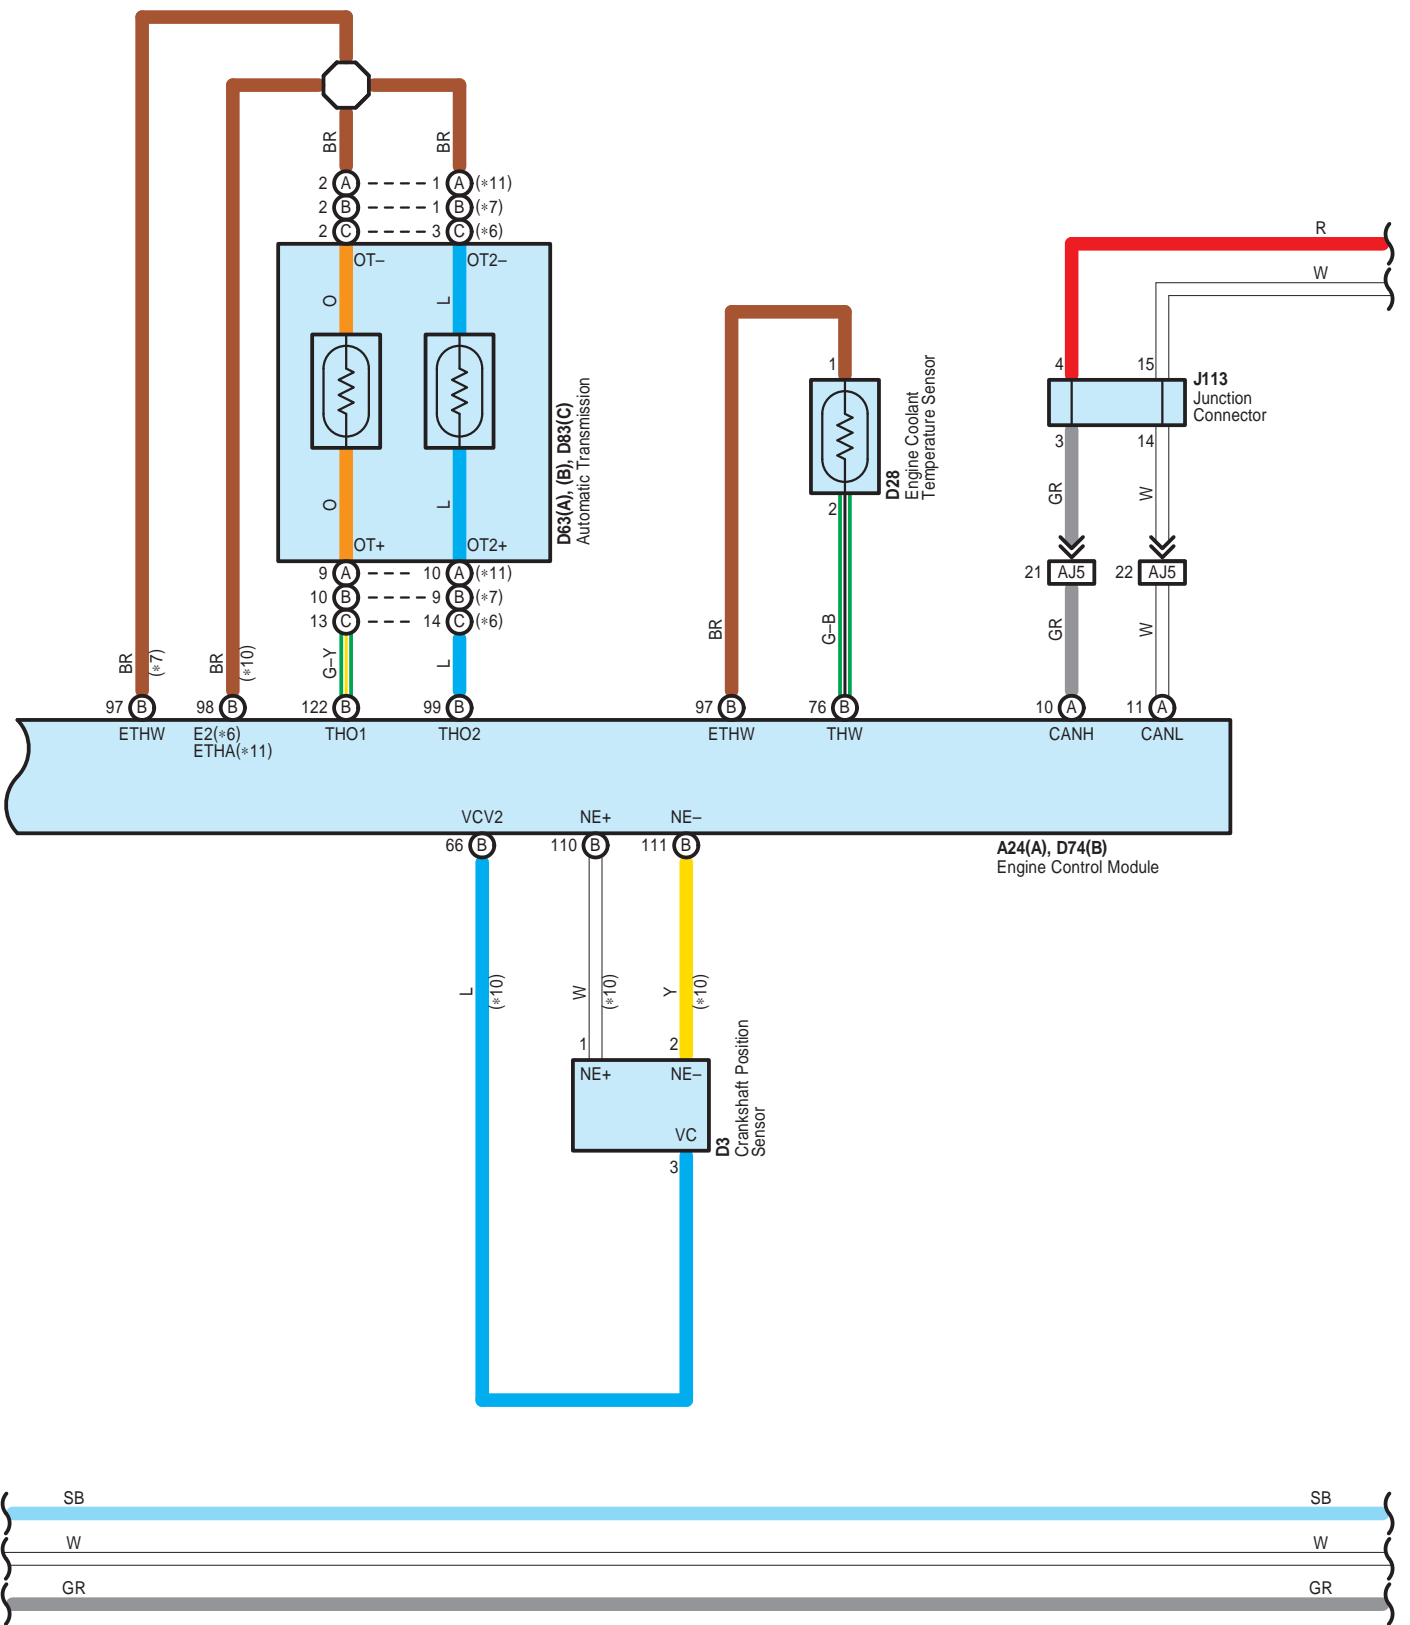 BR
BR
2 A 1 A (∗11)
2 B 1 B (∗7)
2 C 3 C (∗6)
OT–
OT2–
O
L
O
L
OT+
OT2+
9 A 10 A (∗11)
10 B 9 B (∗7)
13 C 14 C (∗6)
D63(A), (B), D83(C)
Automatic Transmission
BR
(∗7)
BR
(∗10)
G–Y
L
1
2
D28
Engine Coolant
Temperature Sensor
BR
G–B
R
W
4
15
J113
Junction
Connector
3
14
GR
W
21 AJ5
22 AJ5
GR
W
97 B
98 B
122 B
99 B
97 B
76 B
10 A
11 A
ETHW
E2(∗6)
ETHA(∗11)
THO1
THO2
ETHW
THW
CANH
CANL
VCV2
NE+
NE–
66 B
110 B
111 B
A24(A), D74(B)
Engine Control Module
L
(∗10)
W
(∗10)
Y
(∗10)
1
2
NE+
NE–
VC
3
D3
Crankshaft Position
Sensor
SB
SB
W
W
GR
GR